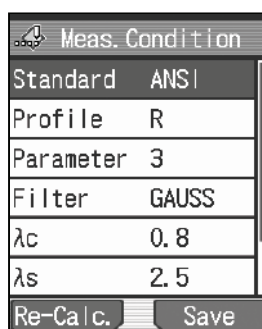 Meas. Condition
Standard ANSI
Profile R
Parameter 3
Filter GAUSS
λc 0.8
λs 2.5
Re-Calc. Save